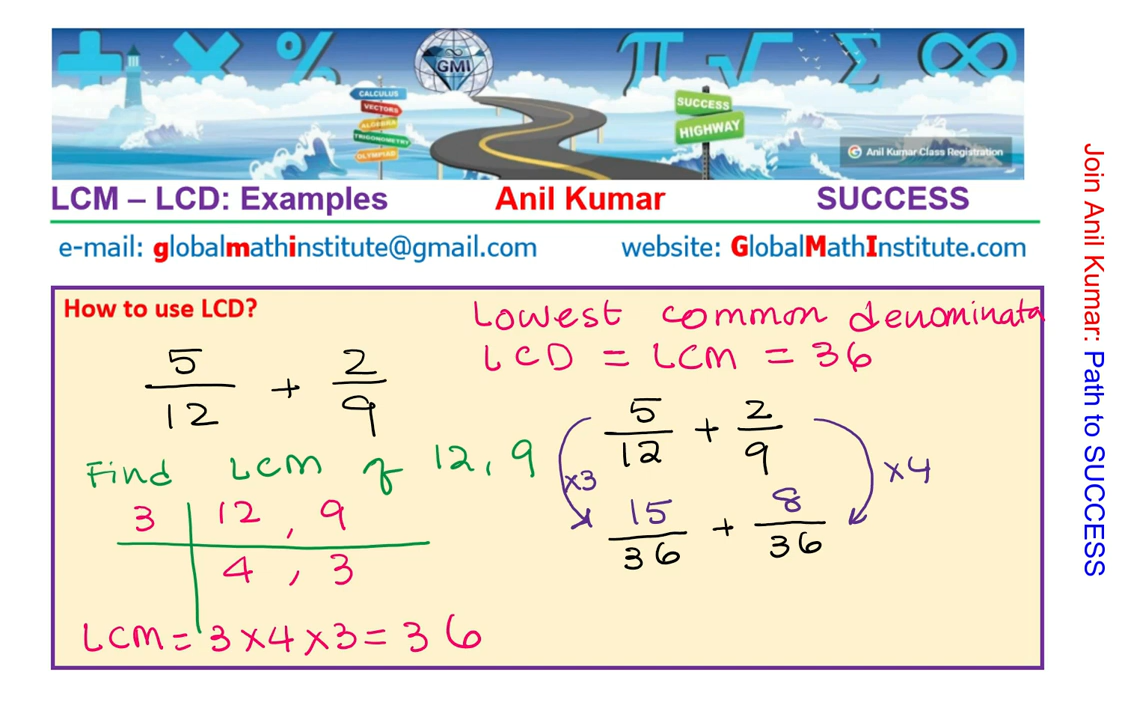 + × % GMI π √ Σ ∞
CALCULUS
VECTORS
ALGEBRA
TRIGONOMETRY
OLYMPIAD
SUCCESS
HIGHWAY
G Anil Kumar Class Registration
LCM – LCD: Examples Anil Kumar SUCCESS
e-mail: globalmathinstitute@gmail.com website: GlobalMathInstitute.com
How to use LCD?
Lowest common denominato
LCD = LCM = 36
5/12 + 2/9
Find LCM of 12, 9
3 | 12 , 9
4 , 3
LCM = 3 x 4 x 3 = 36
5/12 + 2/9
x3 x4
15/36 + 8/36
Join Anil Kumar: Path to SUCCESS